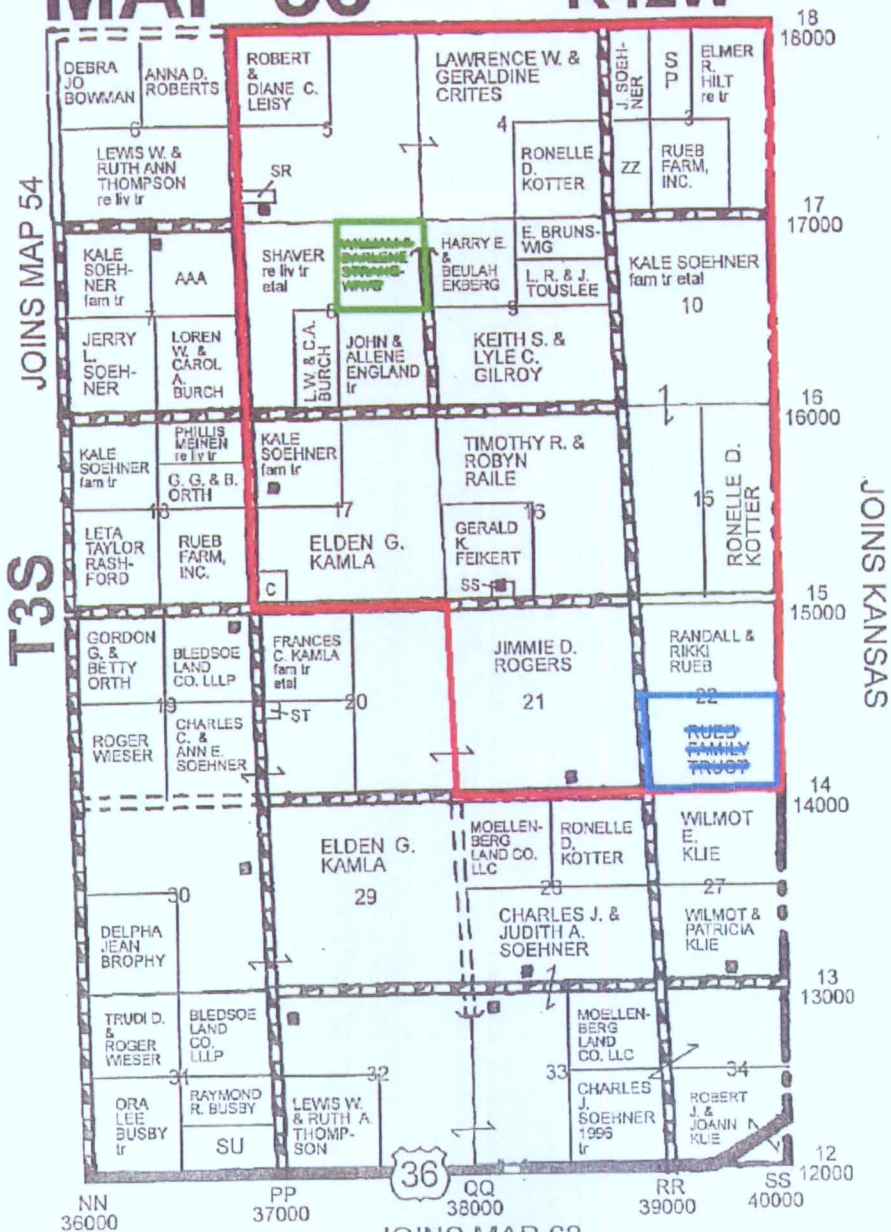 18
18000
DEBRA
JO
BOWMAN
ANNA D.
ROBERTS
6
LEWIS W. &
RUTH ANN
THOMPSON
re liv tr
ROBERT
&
DIANE C.
LEISY
5
SR
LAWRENCE W. &
GERALDINE
CRITES
4
RONELLE
D.
KOTTER
J. SOEH-
NER
S
P
ELMER
R.
HILT
re tr
3
ZZ
RUEB
FARM,
INC.
JOINS MAP 54
17
17000
KALE
SOEH-
NER
fam tr
AAA
7
JERRY
L.
SOEH-
NER
LOREN
W. &
CAROL
A.
BURCH
SHAVER
re liv tr
etal
WILLIAM &
DARLENE
STRANG-
WAYS
8
L.W. & C.A.
BURCH
JOHN &
ALLENE
ENGLAND
tr
HARRY E.
&
BEULAH
EKBERG
E. BRUNS-
WIG
L. R. & J.
TOUSLEE
9
KEITH S. &
LYLE C.
GILROY
KALE SOEHNER
fam tr etal
10
16
16000
KALE
SOEHNER
fam tr
PHILLIS
MEINEN
re liv tr
G. G. & B.
ORTH
18
LETA
TAYLOR
RASH-
FORD
RUEB
FARM,
INC.
KALE
SOEHNER
fam tr
17
ELDEN G.
KAMLA
C
TIMOTHY R. &
ROBYN
RAILE
16
GERALD
K.
FEIKERT
SS
15
RONELLE D.
KOTTER
JOINS KANSAS
T3S
15
15000
GORDON
G. &
BETTY
ORTH
BLEDSOE
LAND
CO. LLLP
19
ROGER
WIESER
CHARLES
C. &
ANN E.
SOEHNER
FRANCES
C. KAMLA
fam tr
etal
20
ST
JIMMIE D.
ROGERS
21
RANDALL &
RIKKI
RUEB
22
RUEB
FAMILY
TRUST
14
14000
30
DELPHA
JEAN
BROPHY
ELDEN G.
KAMLA
29
MOELLEN-
BERG
LAND CO.
LLC
RONELLE
D.
KOTTER
28
CHARLES J. &
JUDITH A.
SOEHNER
WILMOT
E.
KLIE
27
WILMOT &
PATRICIA
KLIE
13
13000
TRUDI D.
&
ROGER
WIESER
BLEDSOE
LAND
CO.
LLLP
31
ORA
LEE
BUSBY
tr
RAYMOND
R. BUSBY
SU
32
LEWIS W.
& RUTH A.
THOMP-
SON
33
MOELLEN-
BERG
LAND
CO. LLC
CHARLES
J.
SOEHNER
1996
tr
34
ROBERT
J. &
JOANN
KLIE
12
12000
36
NN
36000
PP
37000
QQ
38000
RR
39000
SS
40000